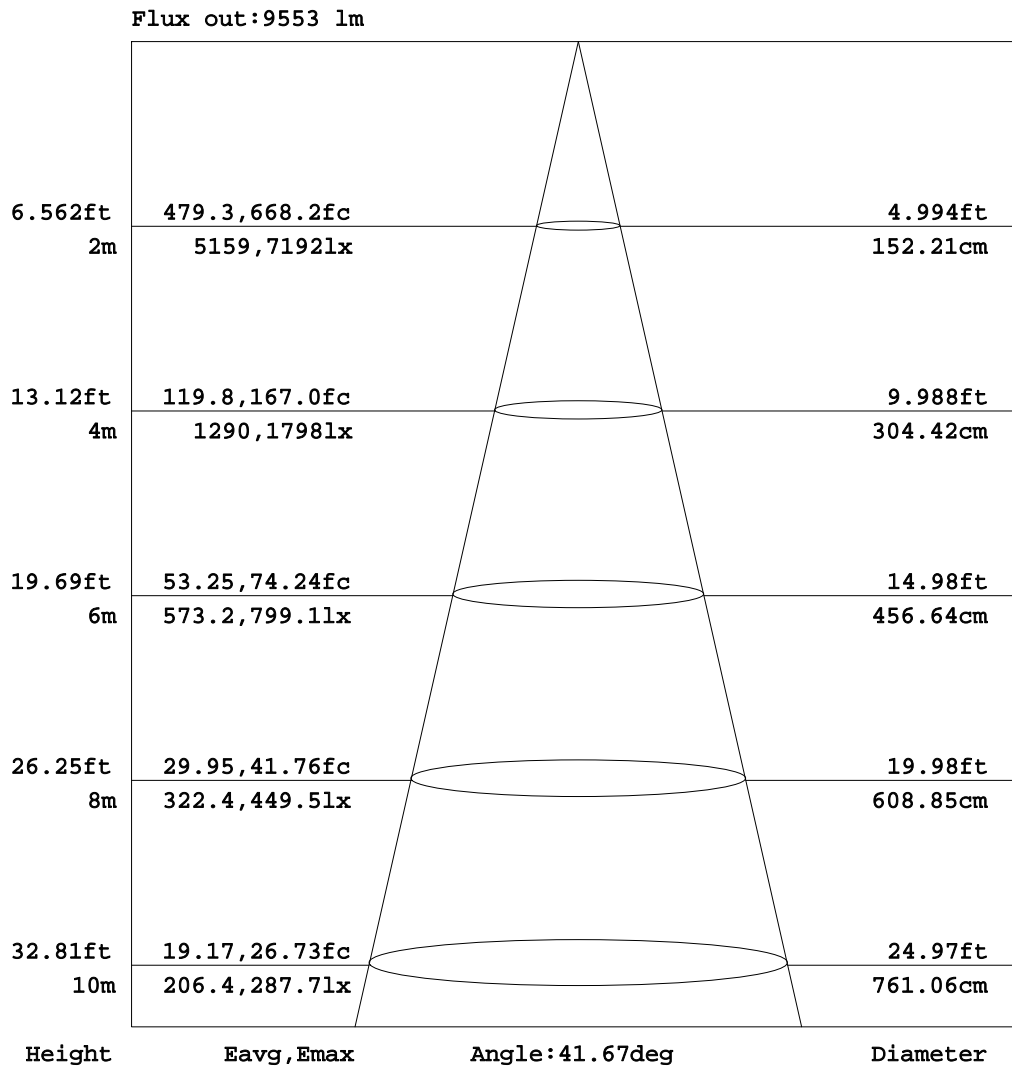 Flux out:9553 lm
6.562ft 479.3,668.2fc 4.994ft
2m 5159,7192lx 152.21cm
13.12ft 119.8,167.0fc 9.988ft
4m 1290,1798lx 304.42cm
19.69ft 53.25,74.24fc 14.98ft
6m 573.2,799.1lx 456.64cm
26.25ft 29.95,41.76fc 19.98ft
8m 322.4,449.5lx 608.85cm
32.81ft 19.17,26.73fc 24.97ft
10m 206.4,287.7lx 761.06cm
Height Eavg,Emax Angle:41.67deg Diameter